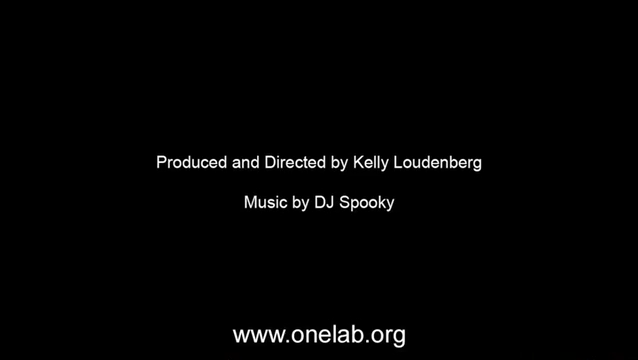 Produced and Directed by Kelly Loudenberg
Music by DJ Spooky
www.onelab.org